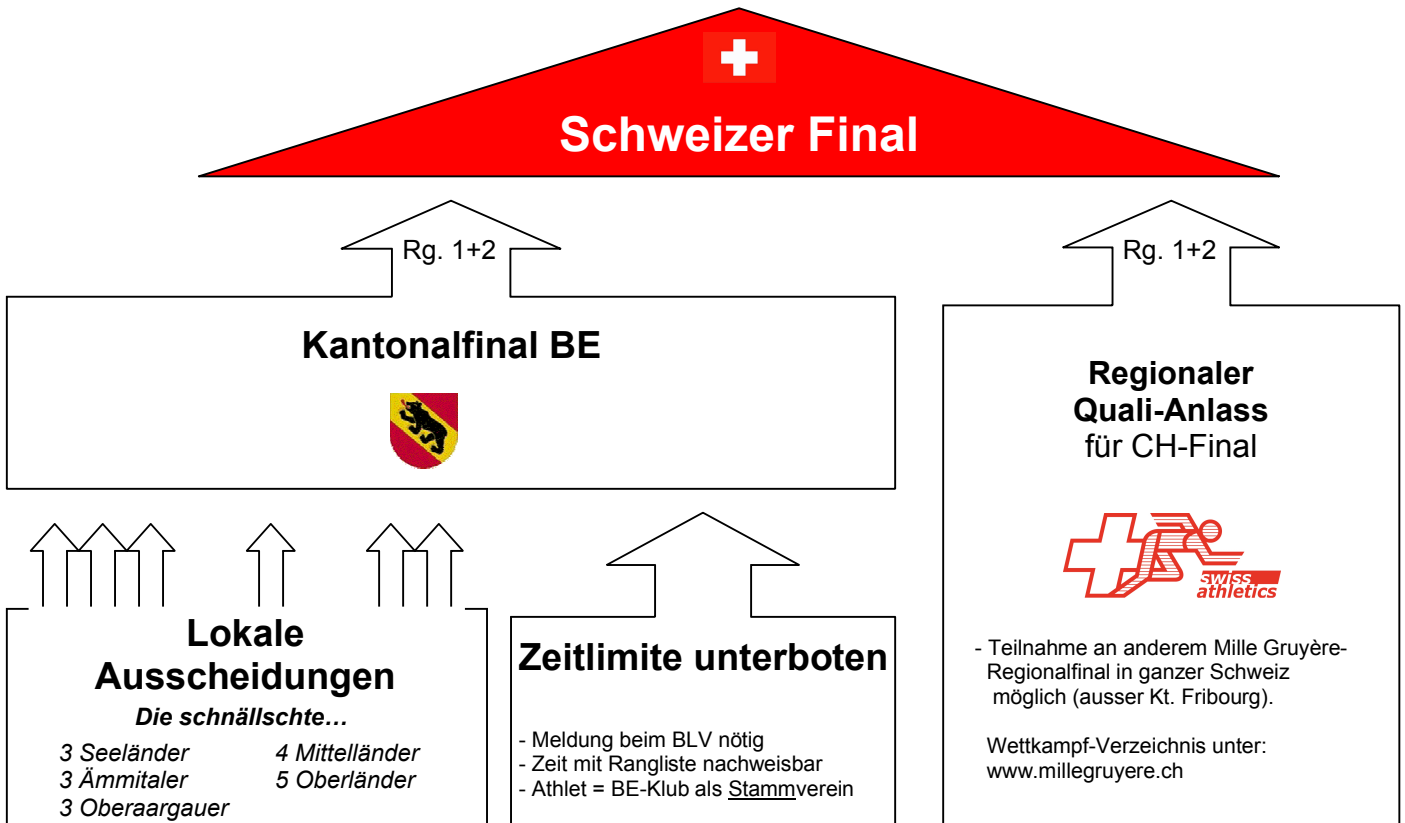 Schweizer Final
Rg. 1+2
Rg. 1+2
Kantonalfinal BE
Lokale
Ausscheidungen
Die schnällschte…
3 Seeländer
3 Ämmitaler
3 Oberaargauer
4 Mittelländer
5 Oberländer
Zeitlimite unterboten
- Meldung beim BLV nötig
- Zeit mit Rangliste nachweisbar
- Athlet = BE-Klub als Stammverein
Regionaler
Quali-Anlass
für CH-Final
swiss
athletics
- Teilnahme an anderem Mille Gruyère-
Regionalfinal in ganzer Schweiz
möglich (ausser Kt. Fribourg).
Wettkampf-Verzeichnis unter:
www.millegruyere.ch